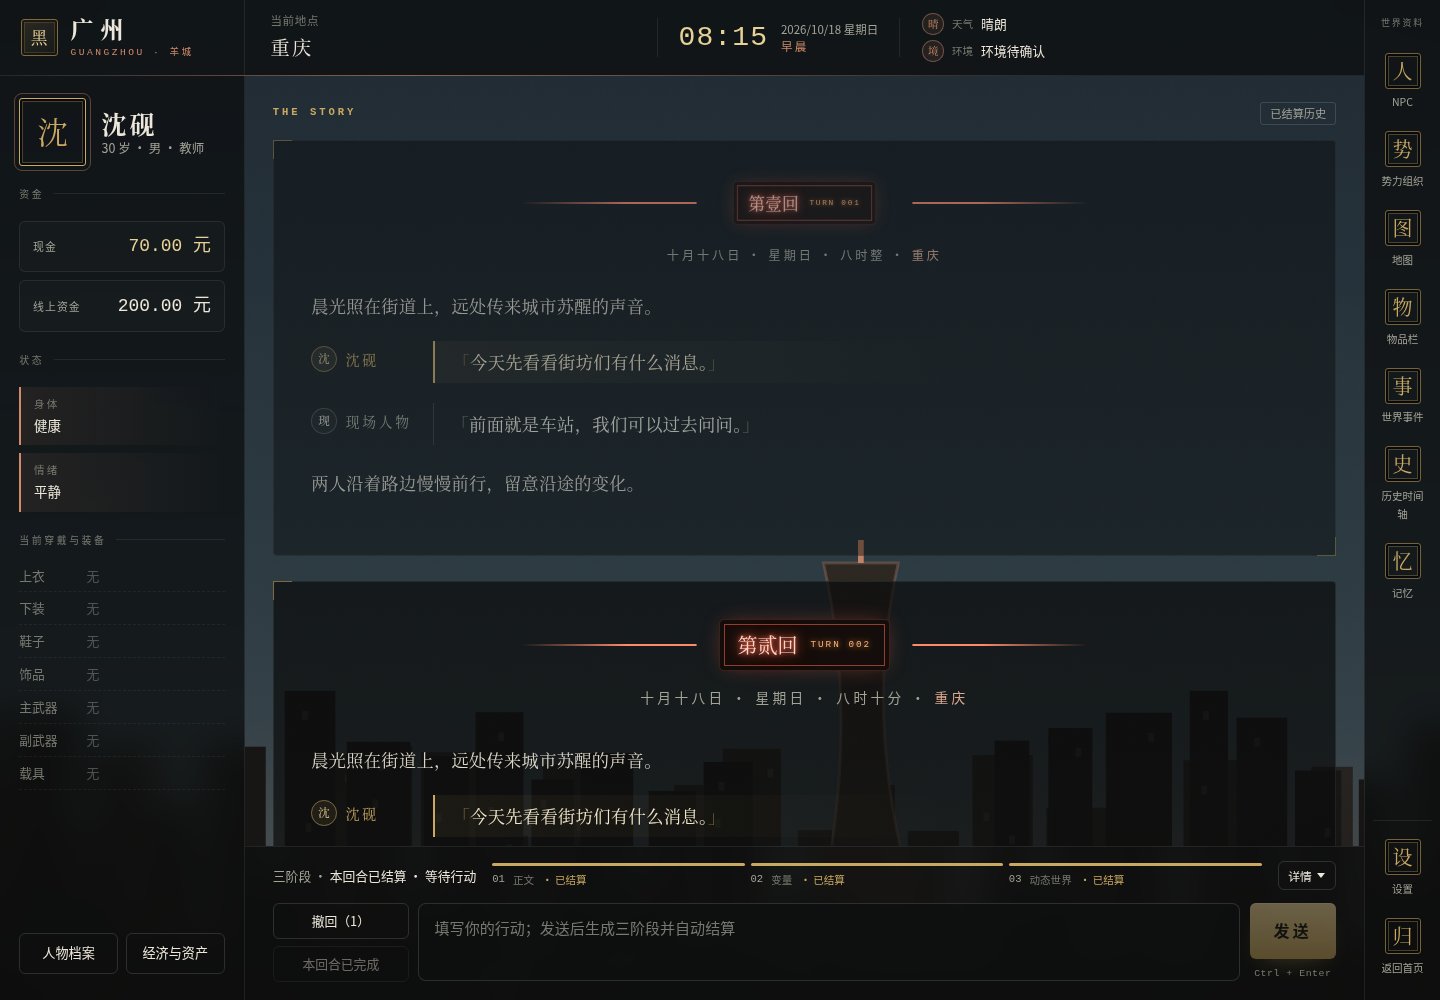 黑
广州
GUANGZHOU · 羊城
当前地点
重庆
08:15
2026/10/18 星期日
早晨
晴 天气 晴朗
境 环境 环境待确认
世界资料
人
NPC
势
势力组织
图
地图
物
物品栏
事
世界事件
史
历史时间
轴
忆
记忆
设
设置
归
返回首页
沈
沈砚
30 岁 · 男 · 教师
资金
现金 70.00 元
线上资金 200.00 元
状态
身体
健康
情绪
平静
当前穿戴与装备
上衣 无
下装 无
鞋子 无
饰品 无
主武器 无
副武器 无
载具 无
人物档案 经济与资产
THE STORY
已结算历史
第壹回 TURN 001
十月十八日 · 星期日 · 八时整 · 重庆
晨光照在街道上，远处传来城市苏醒的声音。
沈 沈砚 「今天先看看街坊们有什么消息。」
现 现场人物 「前面就是车站，我们可以过去问问。」
两人沿着路边慢慢前行，留意沿途的变化。
第贰回 TURN 002
十月十八日 · 星期日 · 八时十分 · 重庆
晨光照在街道上，远处传来城市苏醒的声音。
沈 沈砚 「今天先看看街坊们有什么消息。」
三阶段 · 本回合已结算 · 等待行动
01 正文 · 已结算
02 变量 · 已结算
03 动态世界 · 已结算
详情
撤回（1）
本回合已完成
填写你的行动；发送后生成三阶段并自动结算
发送
Ctrl + Enter